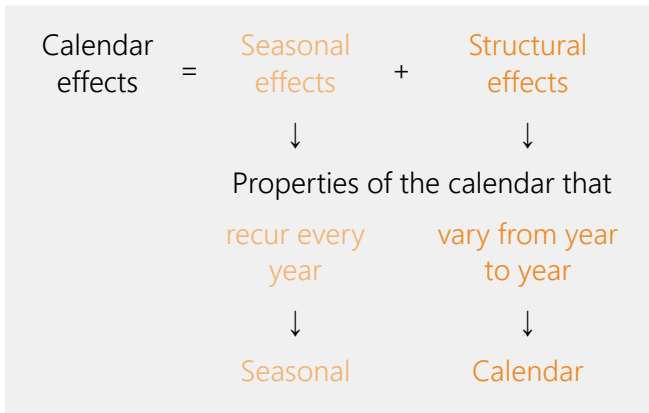 Calendar effects = Seasonal effects + Structural effects
↓ ↓
Properties of the calendar that
recur every year vary from year to year
↓ ↓
Seasonal Calendar